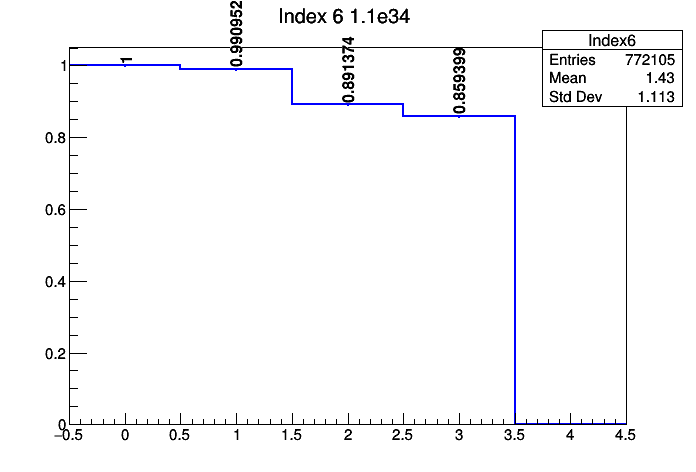 Index 6 1.1e34
Index6
Entries 772105
Mean 1.43
Std Dev 1.113
1
0.990952
0.891374
0.859399
1
0.8
0.6
0.4
0.2
0
−0.5 0 0.5 1 1.5 2 2.5 3 3.5 4 4.5